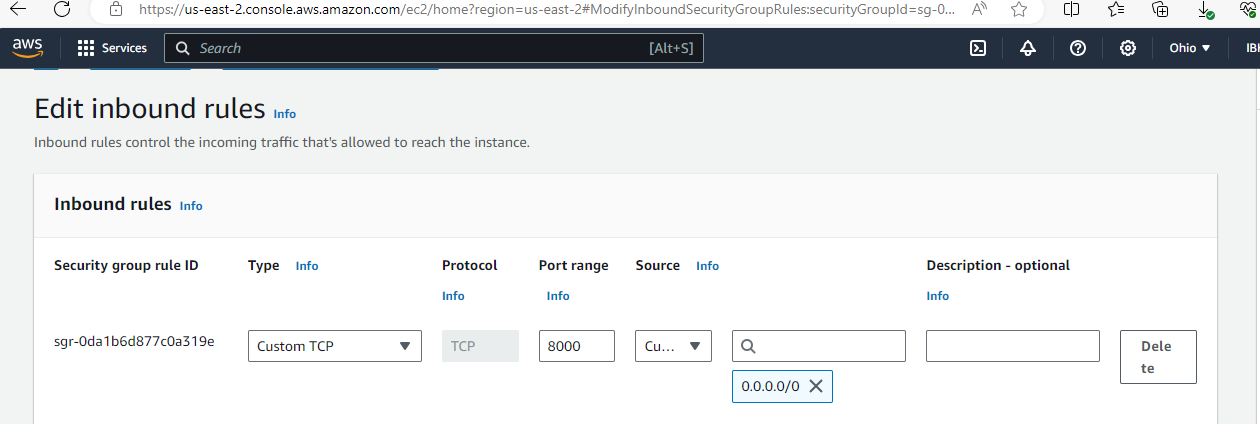 https://us-east-2.console.aws.amazon.com/ec2/home?region=us-east-2#ModifyInboundSecurityGroupRules:securityGroupId=sg-0...
aws Services Search [Alt+S] Ohio
Edit inbound rules Info
Inbound rules control the incoming traffic that's allowed to reach the instance.
Inbound rules Info
Security group rule ID Type Info Protocol Port range Source Info Description - optional
Info Info Info
sgr-0da1b6d877c0a319e Custom TCP TCP 8000 Cu... Dele
te
0.0.0.0/0